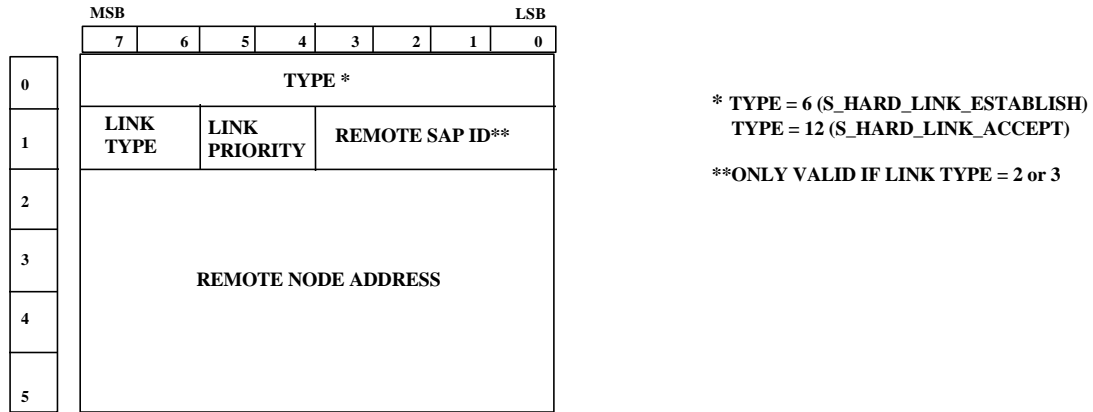 MSB LSB
7 6 5 4 3 2 1 0
0 TYPE *
1 LINK TYPE LINK PRIORITY REMOTE SAP ID**
2
3 REMOTE NODE ADDRESS
4
5
* TYPE = 6 (S_HARD_LINK_ESTABLISH)
TYPE = 12 (S_HARD_LINK_ACCEPT)
**ONLY VALID IF LINK TYPE = 2 or 3